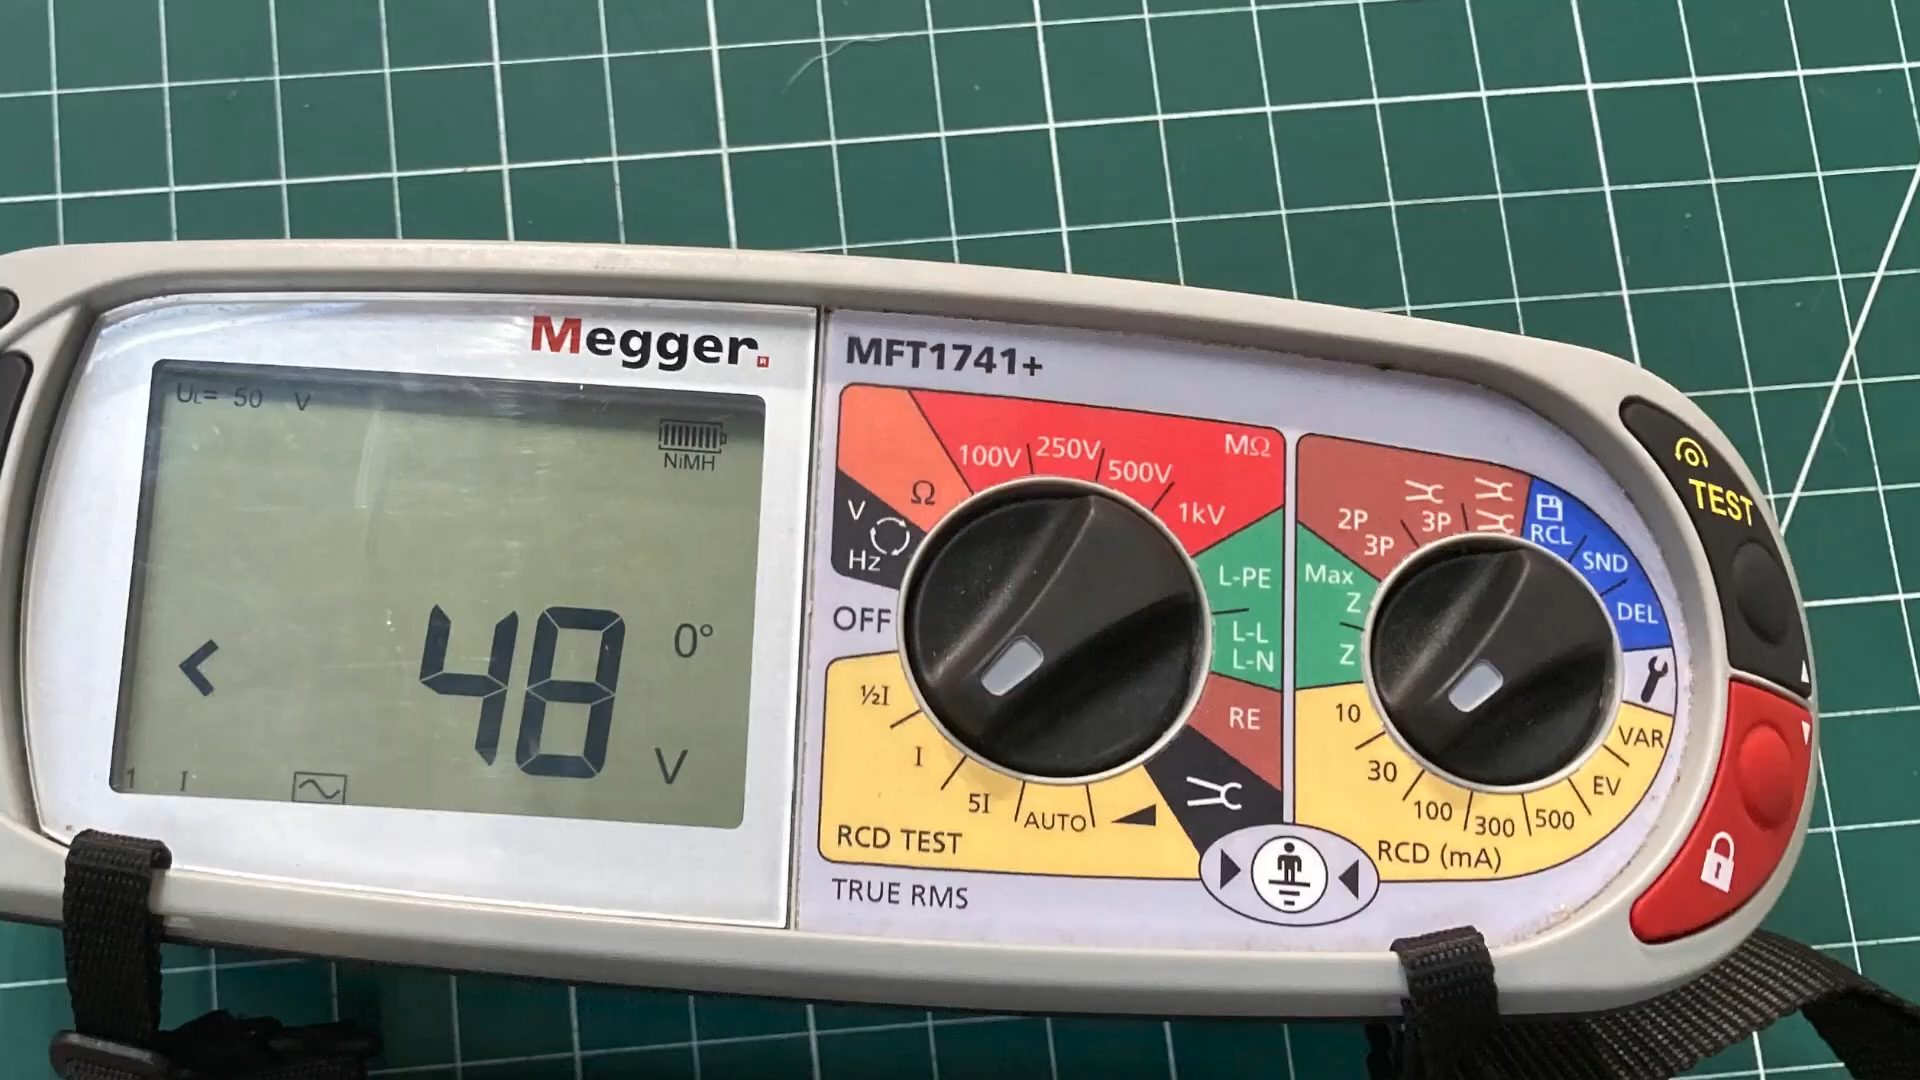 Megger.
UL= 50 V
NiMH
< 48 0°
V
1 I
MFT1741+
100V 250V 500V 1kV MΩ
Ω
V
Hz
OFF
L-PE
L-L
L-N
RE
½I
I
5I
AUTO
RCD TEST
TRUE RMS
2P
3P
3P
RCL
SND
DEL
Max
Z
Z
10
30
100
300
500
EV
VAR
RCD (mA)
TEST